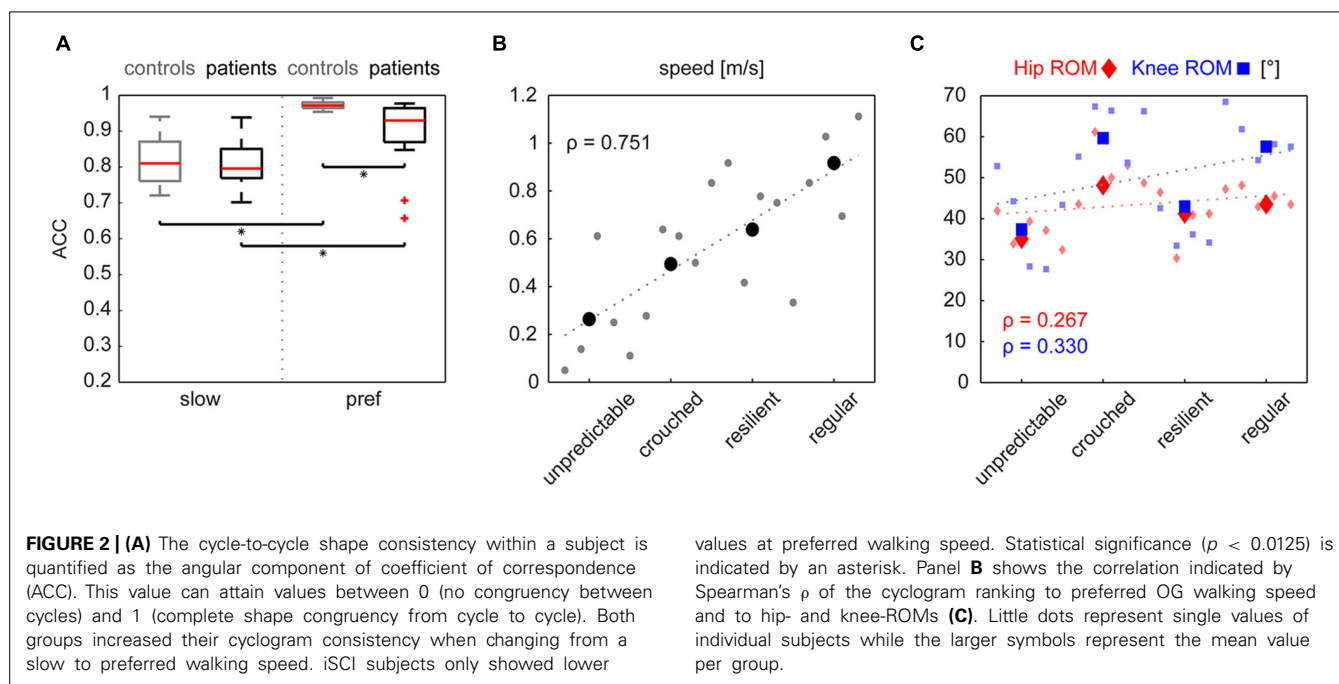 A
controls patients controls patients
1
0.9
0.8
0.7
0.6
0.5
0.4
0.3
0.2
ACC
*
*
*
slow pref
B
speed [m/s]
1.2
1
0.8
0.6
0.4
0.2
0
ρ = 0.751
unpredictable
crouched
resilient
regular
C
Hip ROM Knee ROM [°]
70
60
50
40
30
20
10
0
ρ = 0.267
ρ = 0.330
unpredictable
crouched
resilient
regular
FIGURE 2 | (A) The cycle-to-cycle shape consistency within a subject is
quantified as the angular component of coefficient of correspondence
(ACC). This value can attain values between 0 (no congruency between
cycles) and 1 (complete shape congruency from cycle to cycle). Both
groups increased their cyclogram consistency when changing from a
slow to preferred walking speed. iSCI subjects only showed lower
values at preferred walking speed. Statistical significance (p < 0.0125) is
indicated by an asterisk. Panel B shows the correlation indicated by
Spearman's ρ of the cyclogram ranking to preferred OG walking speed
and to hip- and knee-ROMs (C). Little dots represent single values of
individual subjects while the larger symbols represent the mean value
per group.